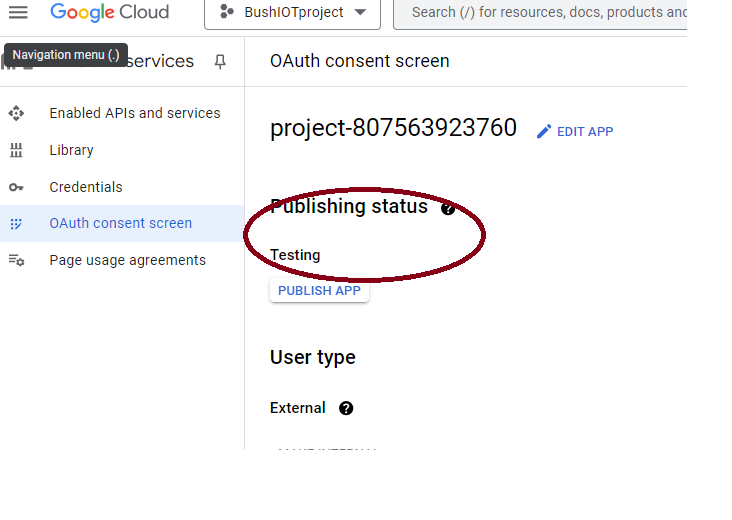 Google Cloud
BushIOTproject
Search (/) for resources, docs, products and
Navigation menu (.)
services
OAuth consent screen
Enabled APIs and services
Library
Credentials
OAuth consent screen
Page usage agreements
project-807563923760
EDIT APP
Publishing status
Testing
PUBLISH APP
User type
External